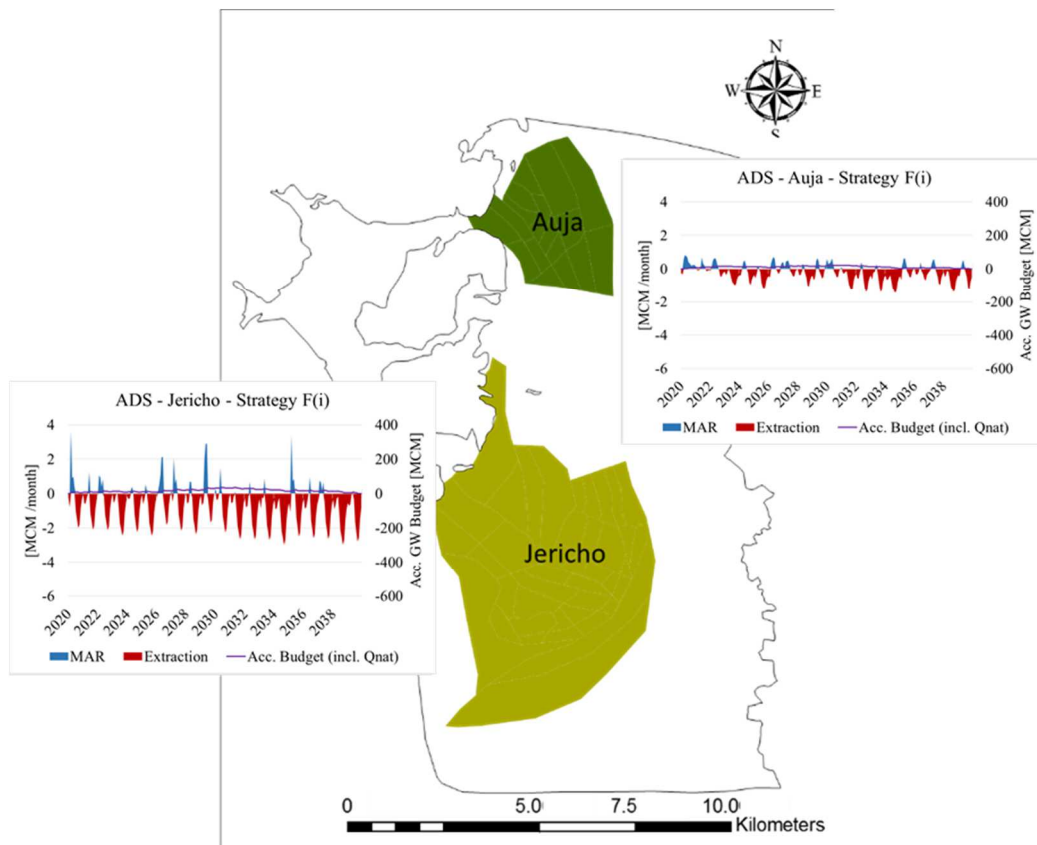 N
W E
S
ADS - Auja - Strategy F(i)
4 400
2 200
0 0
-2 -200
-4 -400
-6 -600
[MCM /month]
Acc. GW Budget [MCM]
2020 2022 2024 2026 2028 2030 2032 2034 2036 2038
MAR Extraction Acc. Budget (incl. Qnat)
Auja
ADS - Jericho - Strategy F(i)
4 400
2 200
0 0
-2 -200
-4 -400
-6 -600
[MCM /month]
Acc. GW Budget [MCM]
2020 2022 2024 2026 2028 2030 2032 2034 2036 2038
MAR Extraction Acc. Budget (incl. Qnat)
Jericho
0 5.0 7.5 10.0
Kilometers